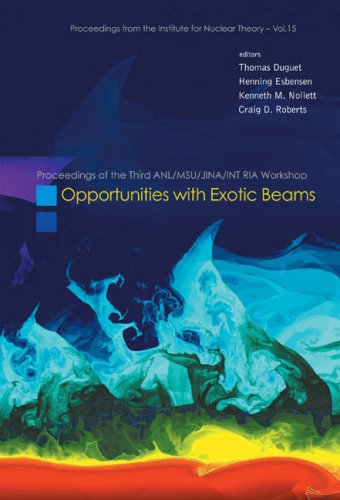 Proceedings from the Institute for Nuclear Theory – Vol.15
editors
Thomas Duguet
Henning Esbensen
Kenneth M. Nollett
Craig D. Roberts
Proceedings of the Third ANL/MSU/JINA/INT RIA Workshop
Opportunities with Exotic Beams